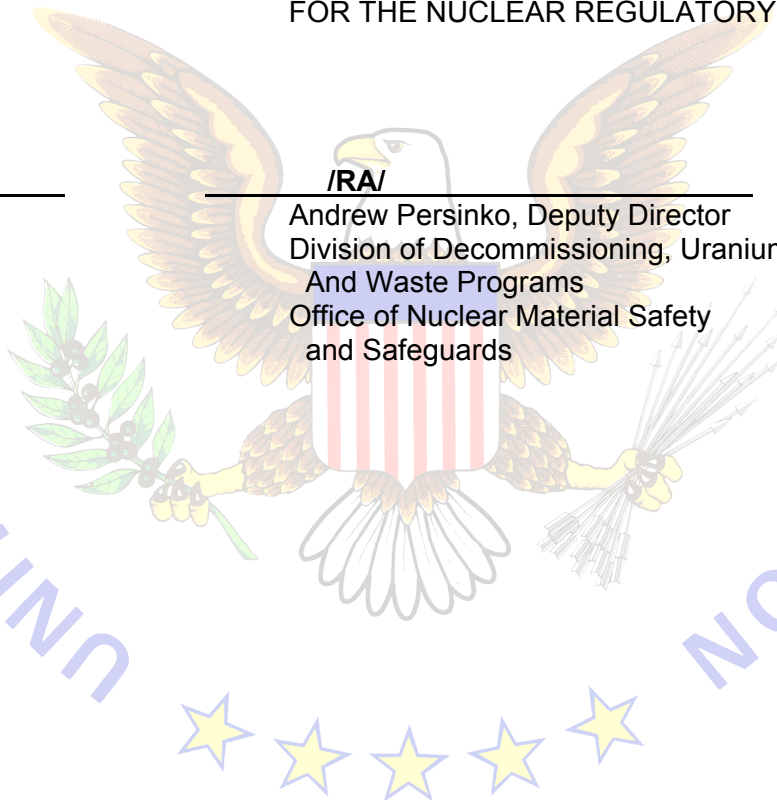 FOR THE NUCLEAR REGULATORY
/RA/
Andrew Persinko, Deputy Director
Division of Decommissioning, Uranium
And Waste Programs
Office of Nuclear Material Safety
and Safeguards